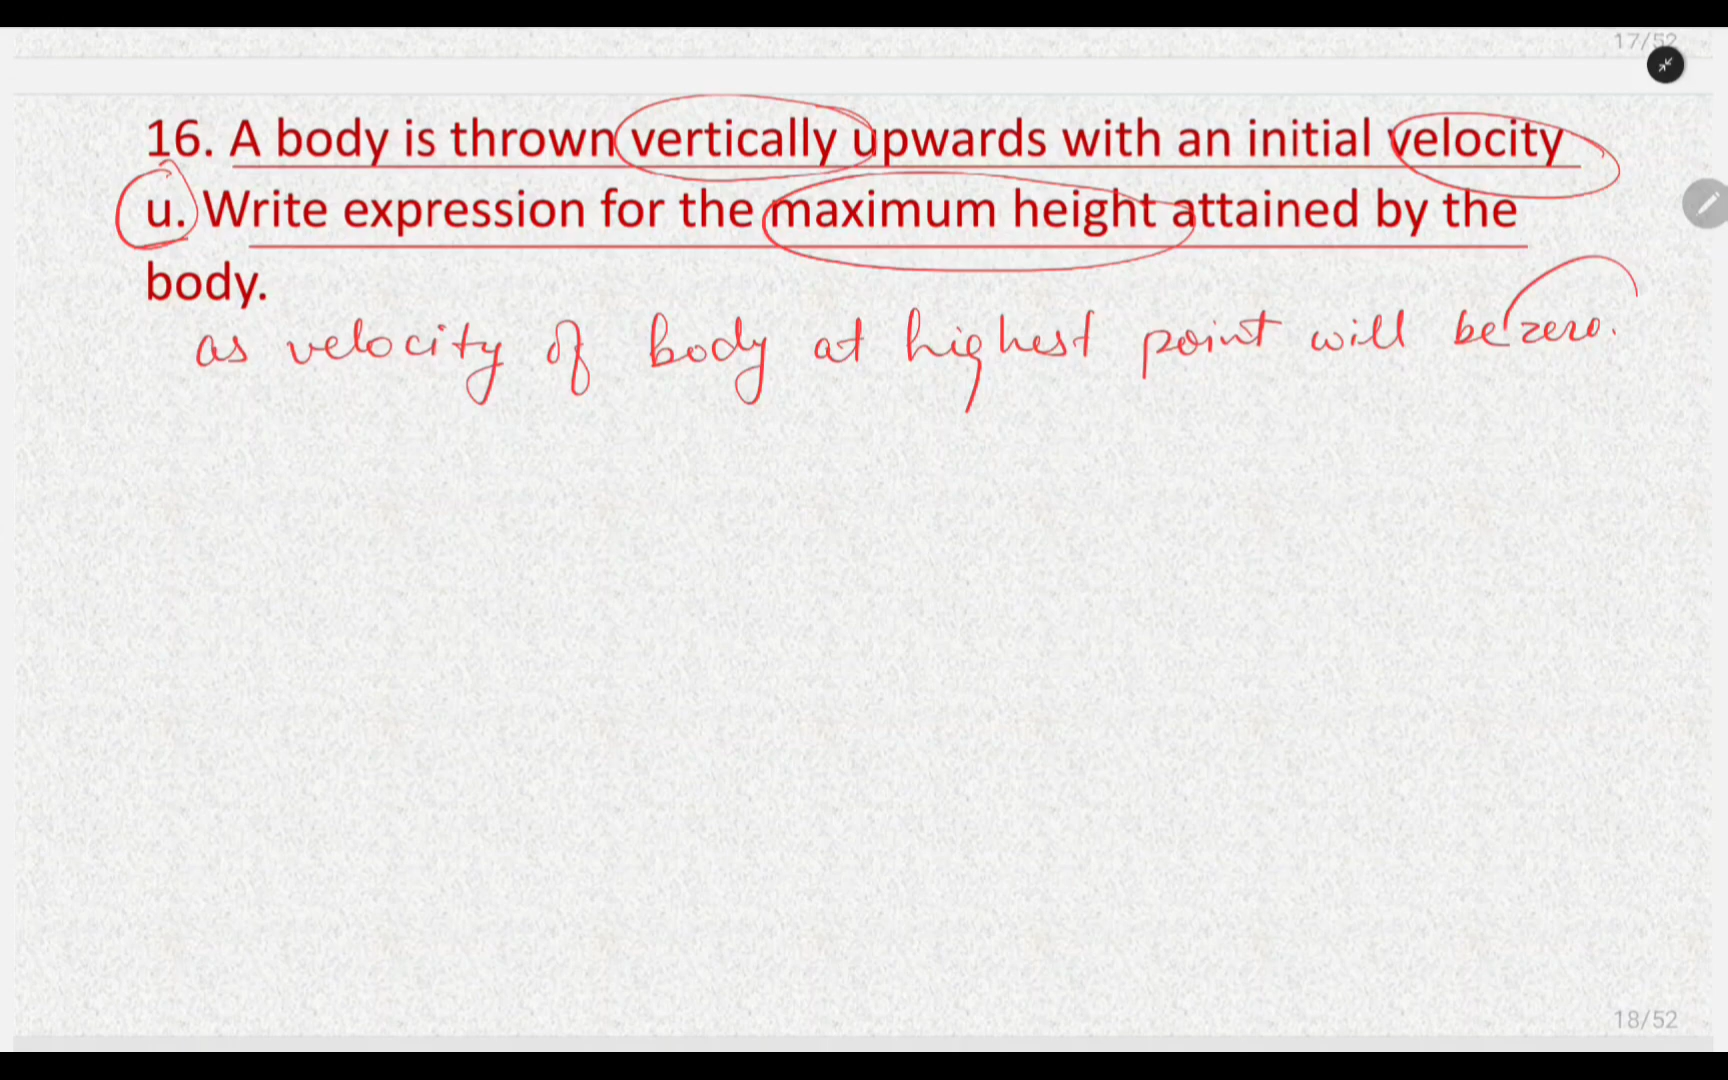 17/52
16. A body is thrown vertically upwards with an initial velocity
u. Write expression for the maximum height attained by the
body.
as velocity of body at highest point will be zero.
18/52